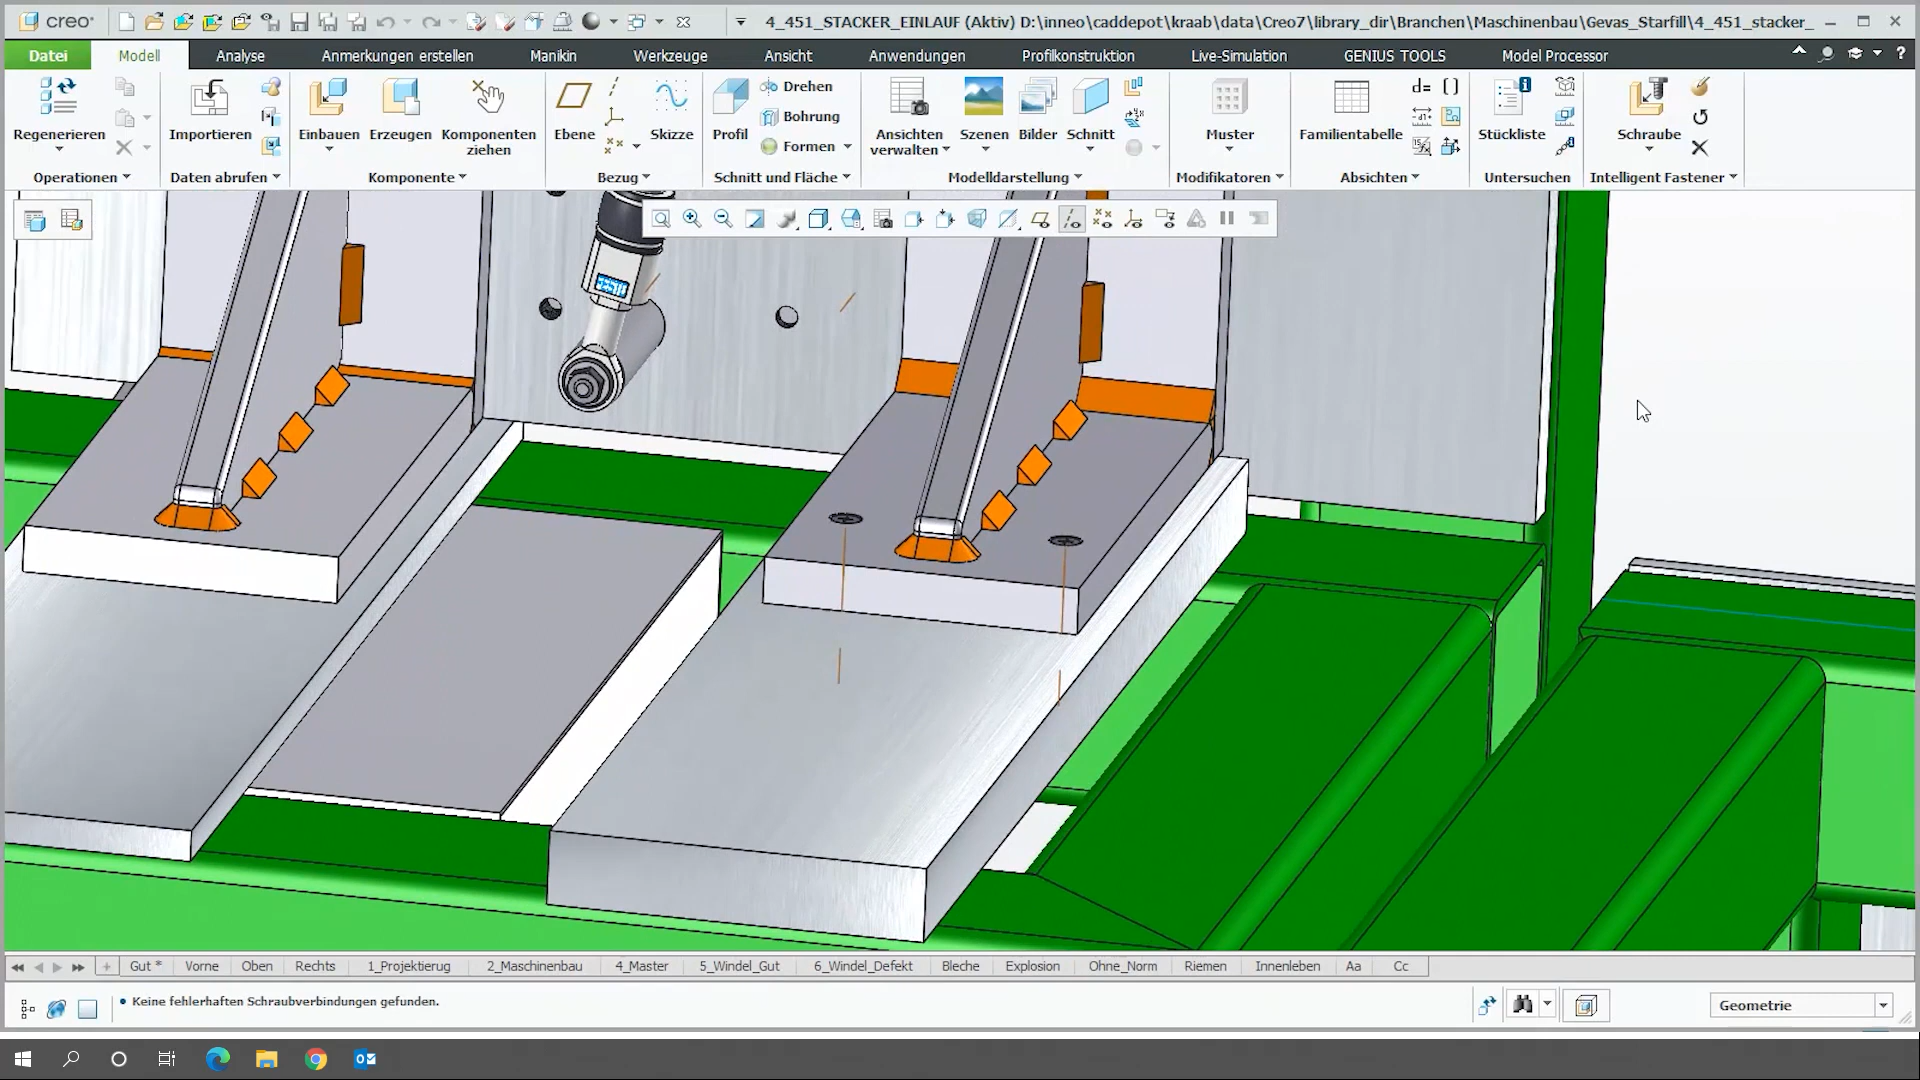 creo
4_451_STACKER_EINLAUF (Aktiv) D:\inneo\caddepot\kraab\data\Creo7\library_dir\Branchen\Maschinenbau\Gevas_Starfill\4_451_stacker_
Datei Modell Analyse Anmerkungen erstellen Manikin Werkzeuge Ansicht Anwendungen Profilkonstruktion Live-Simulation GENIUS TOOLS Model Processor ?
Regenerieren
Operationen
Importieren
Daten abrufen
Einbauen Erzeugen Komponenten ziehen
Komponente
Ebene Skizze
Bezug
Profil
Drehen
Bohrung
Formen
Schnitt und Fläche
Ansichten verwalten Szenen Bilder Schnitt
Modelldarstellung
Muster
Modifikatoren
Familientabelle
d= [ ]
Absichten
Stückliste
Untersuchen
Schraube
Intelligent Fastener
Gut * Vorne Oben Rechts 1_Projektierug 2_Maschinenbau 4_Master 5_Windel_Gut 6_Windel_Defekt Bleche Explosion Ohne_Norm Riemen Innenleben Aa Cc
• Keine fehlerhaften Schraubverbindungen gefunden.
Geometrie